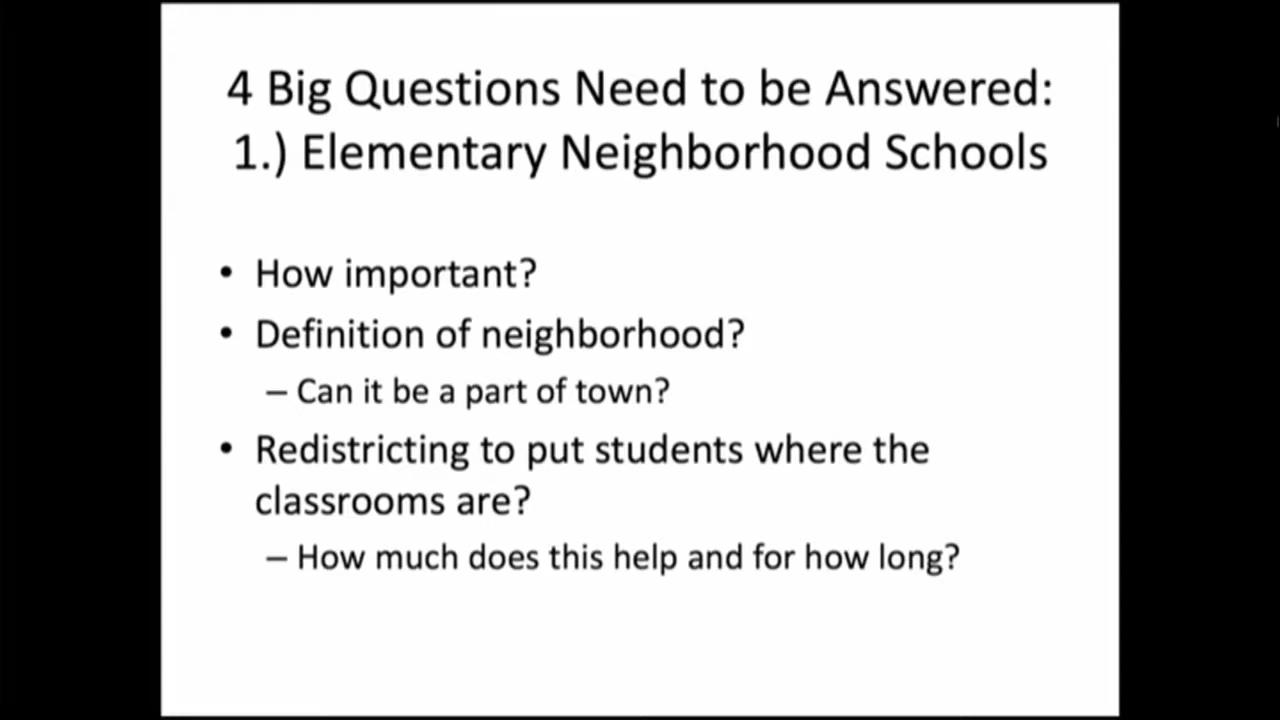 4 Big Questions Need to be Answered:
1.) Elementary Neighborhood Schools
• How important?
• Definition of neighborhood?
– Can it be a part of town?
• Redistricting to put students where the
classrooms are?
– How much does this help and for how long?